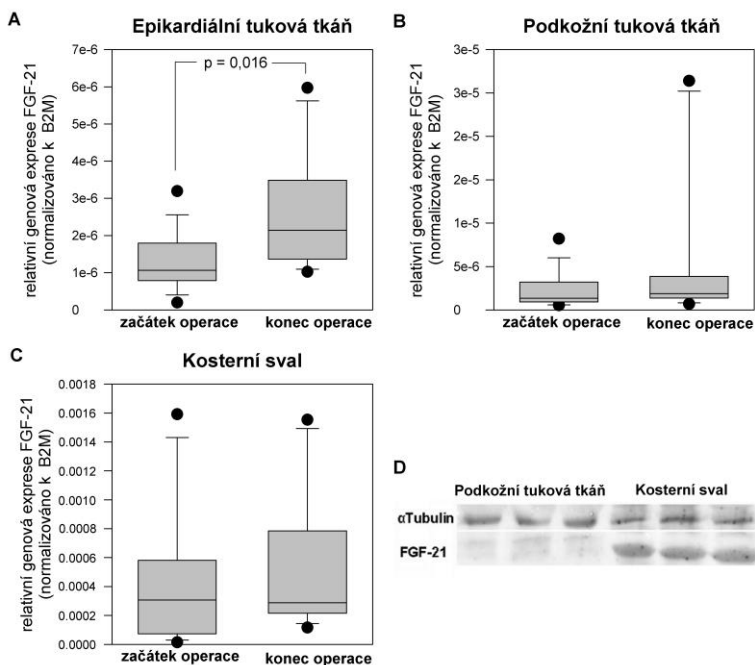 A
Epikardiální tuková tkáň
relativní genová exprese FGF-21
(normalizováno k B2M)
7e-6
6e-6
5e-6
4e-6
3e-6
2e-6
1e-6
0
p = 0,016
začátek operace konec operace
B
Podkožní tuková tkáň
relativní genová exprese FGF-21
(normalizováno k B2M)
3e-5
3e-5
2e-5
2e-5
1e-5
5e-6
0
začátek operace konec operace
C
Kosterní sval
relativní genová exprese FGF-21
(normalizováno k B2M)
0.0018
0.0016
0.0014
0.0012
0.0010
0.0008
0.0006
0.0004
0.0002
0.0000
začátek operace konec operace
D
Podkožní tuková tkáň Kosterní sval
αTubulin
FGF-21